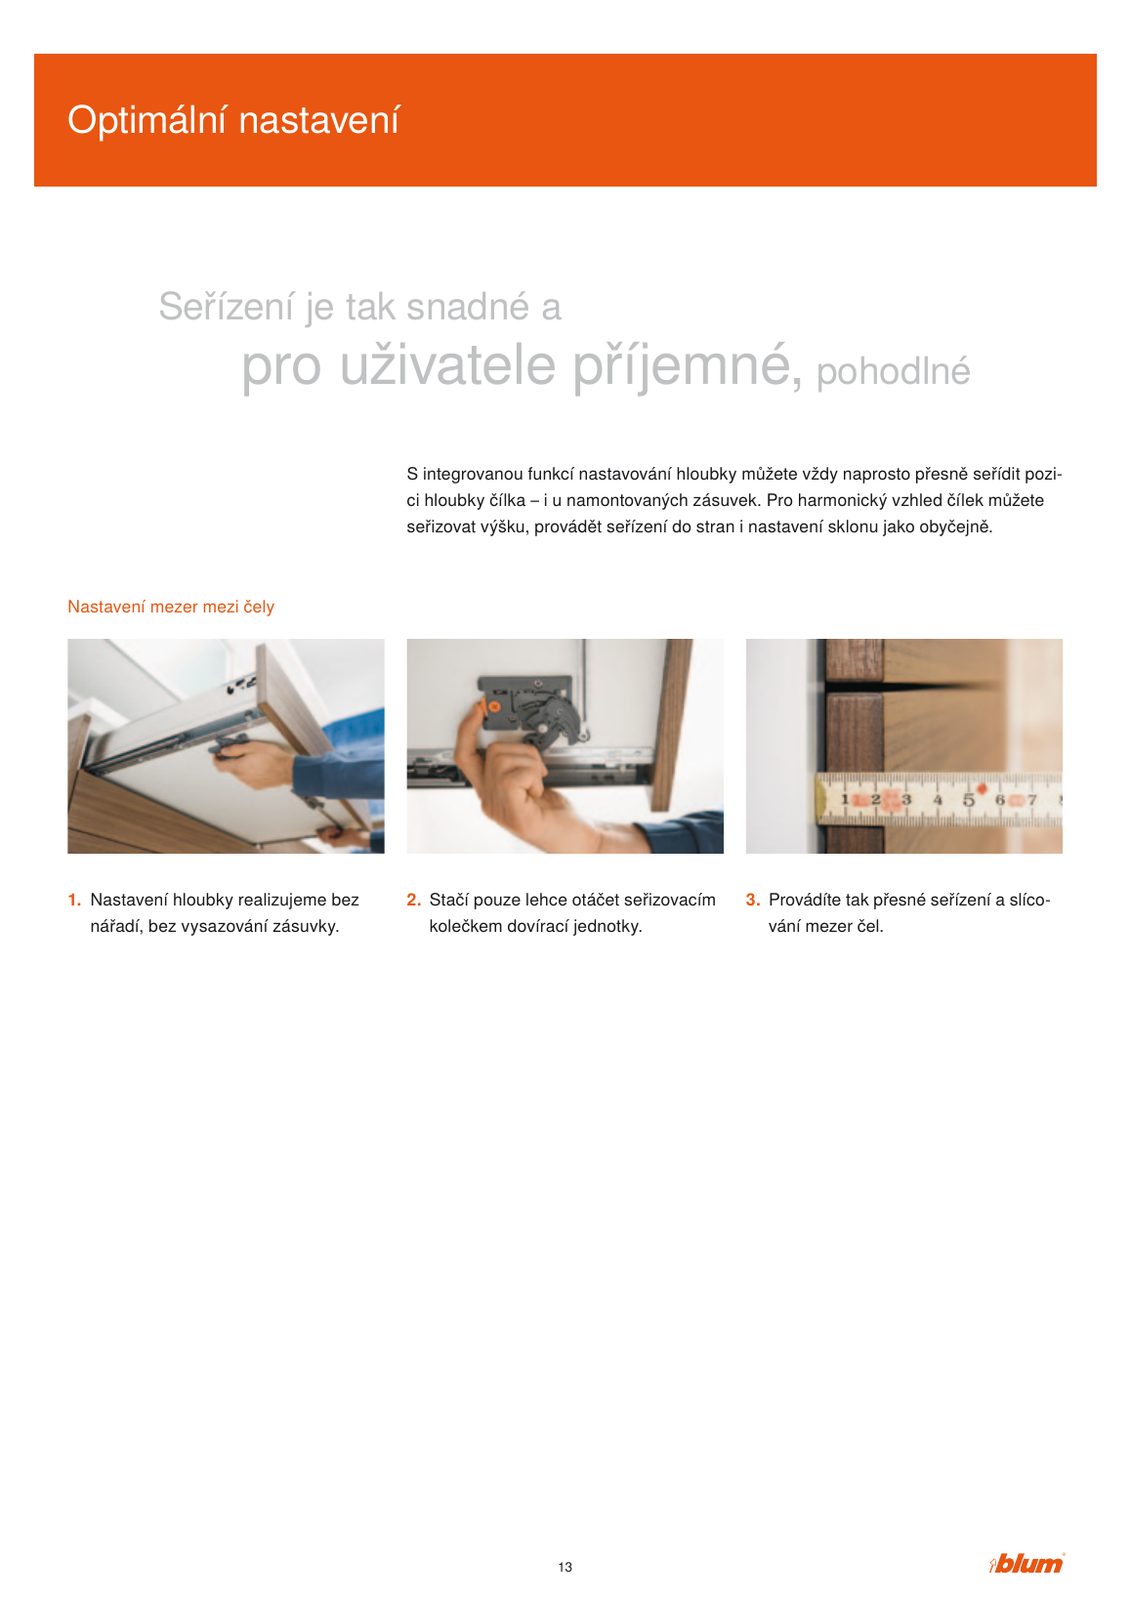 Optimální nastavení
Seřízení je tak snadné a
pro uživatele příjemné, pohodlné
S integrovanou funkcí nastavování hloubky můžete vždy naprosto přesně seřídit pozi-
ci hloubky čílka – i u namontovaných zásuvek. Pro harmonický vzhled čílek můžete
seřizovat výšku, provádět seřízení do stran i nastavení sklonu jako obyčejně.
Nastavení mezer mezi čely
1 2 3 4 5 6 7
1. Nastavení hloubky realizujeme bez
nářadí, bez vysazování zásuvky.
2. Stačí pouze lehce otáčet seřizovacím
kolečkem dovírací jednotky.
3. Provádíte tak přesné seřízení a slíco-
vání mezer čel.
13
blum